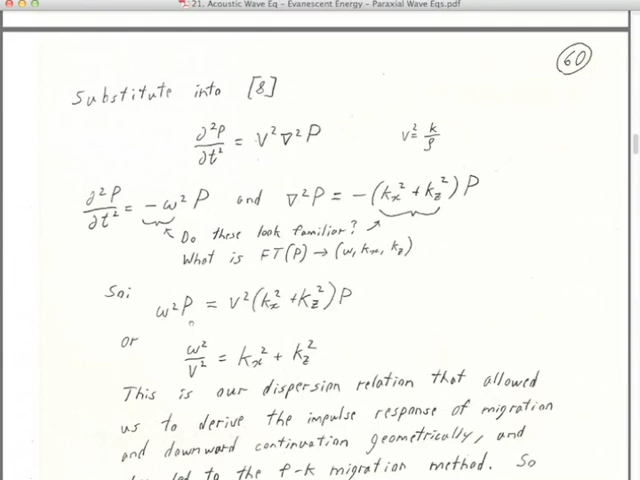 21. Acoustic Wave Eq – Evanescent Energy – Paraxial Wave Eqs.pdf
60
Substitute into [8]
∂²P/∂t² = V² ∇² P    v² = k/ρ
∂²P/∂t² = -ω² P and ∇²P = -(kx² + kz²) P
Do these look familiar?
What is FT(P) → (ω, kx, kz)
So:
ω²P = v²(kx² + kz²)P
or
ω²/v² = kx² + kz²
This is our dispersion relation that allowed
us to derive the impulse response of migration
and downward continuation geometrically, and
led to the f-k migration method. So